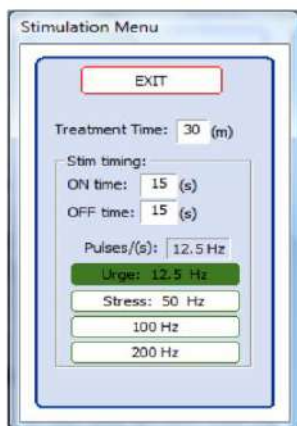 Stimulation Menu
EXIT
Treatment Time: 30 (m)
Stim timing:
ON time: 15 (s)
OFF time: 15 (s)
Pulses/(s): 12.5 Hz
Urge: 12.5 Hz
Stress: 50 Hz
100 Hz
200 Hz